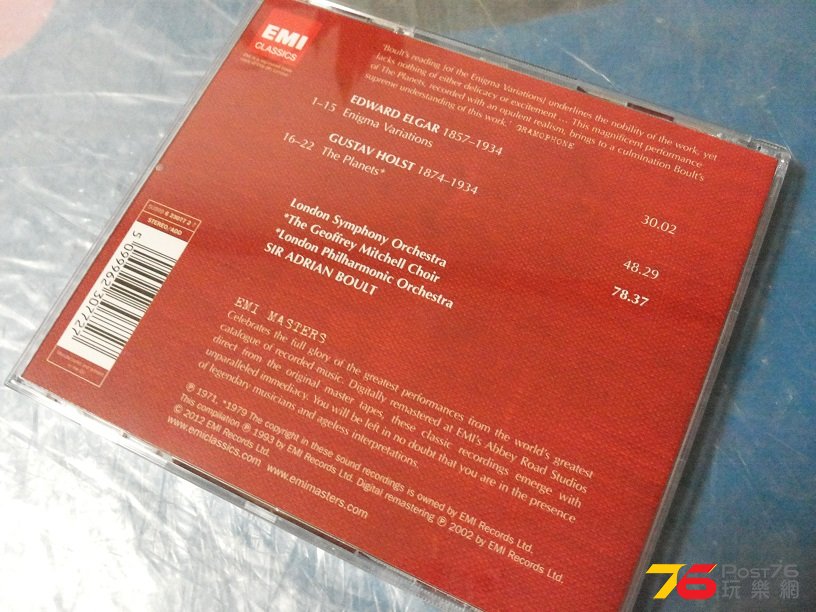 EMI
CLASSICS
'Boult's reading [of the Enigma Variations] underlines the nobility of the work, yet
lacks nothing of either delicacy or excitement ... This magnificent performance
of The Planets, recorded with an opulent realism, brings to a culmination Boult's
supreme understanding of this work.' GRAMOPHONE
EDWARD ELGAR 1857–1934
1–15 Enigma Variations 30.02
GUSTAV HOLST 1874–1934
16–22 The Planets* 48.29
78.37
London Symphony Orchestra
*The Geoffrey Mitchell Choir
*London Philharmonic Orchestra
SIR ADRIAN BOULT
EMI MASTERS
Celebrates the full glory of the greatest performances from the world's greatest
catalogue of recorded music. Digitally remastered at EMI's Abbey Road Studios
direct from the original master tapes, these classic recordings emerge with
unparalleled immediacy. You will be left in no doubt that you are in the presence
of legendary musicians and ageless interpretations.
℗ 1971, *1979 The copyright in these sound recordings is owned by EMI Records Ltd.
This compilation ℗ 1993 by EMI Records Ltd. Digital remastering ℗ 2002 by EMI Records Ltd.
© 2012 EMI Records Ltd.
www.emiclassics.com www.emimasters.com
6 23077 2
STEREO/ADD
5 099962 307727
76 Post76
玩樂網